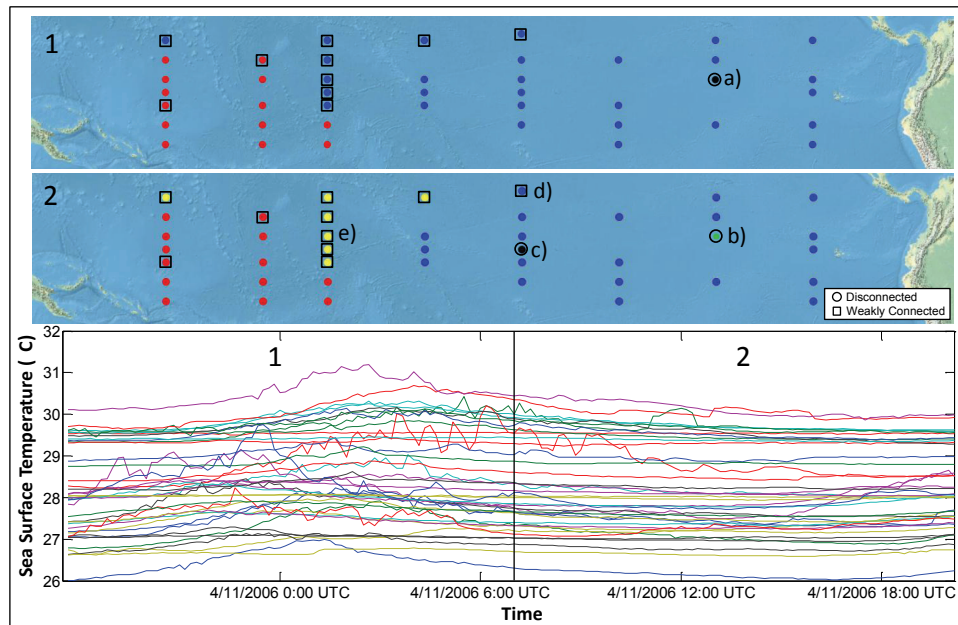 1
a)
2
d)
e)
c)
b)
Disconnected
Weakly Connected
Sea Surface Temperature ( C)
32
31
30
29
28
27
26
1
2
4/11/2006 0:00 UTC
4/11/2006 6:00 UTC
4/11/2006 12:00 UTC
4/11/2006 18:00 UTC
Time